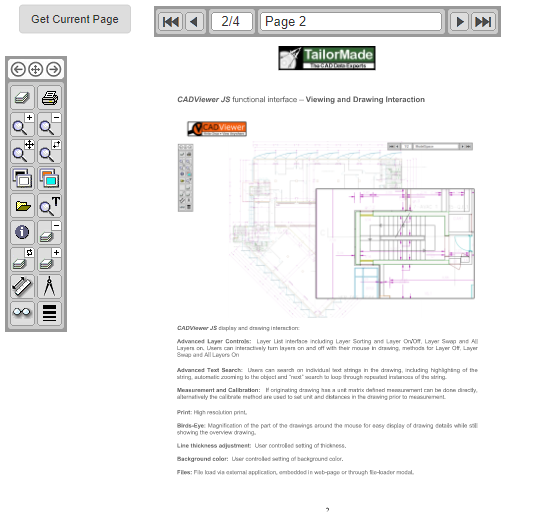 Get Current Page
2/4
Page 2
TailorMade
The CAD Data Experts
CADViewer JS functional interface – Viewing and Drawing Interaction
CADViewer
CADViewer JS display and drawing interaction:
Advanced Layer Controls: Layer List interface including Layer Sorting and Layer On/Off, Layer Swap and All
Layers on. Users can interactively turn layers on and off with their mouse in drawing, methods for Layer Off, Layer
Swap and All Layers On
Advanced Text Search: Users can search on individual text strings in the drawing, including highlighting of the
string, automatic zooming to the object and "next" search to loop through repeated instances of the string.
Measurement and Calibration: If originating drawing has a unit matrix defined measurement can be done directly,
alternatively the calibrate method are used to set unit and distances in the drawing prior to measurement.
Print: High resolution print.
Birds-Eye: Magnification of the part of the drawings around the mouse for easy display of drawing details while still
showing the overview drawing.
Line thickness adjustment: User controlled setting of thickness.
Background color: User controlled setting of background color.
Files: File load via external application, embedded in web-page or through file-loader modal.